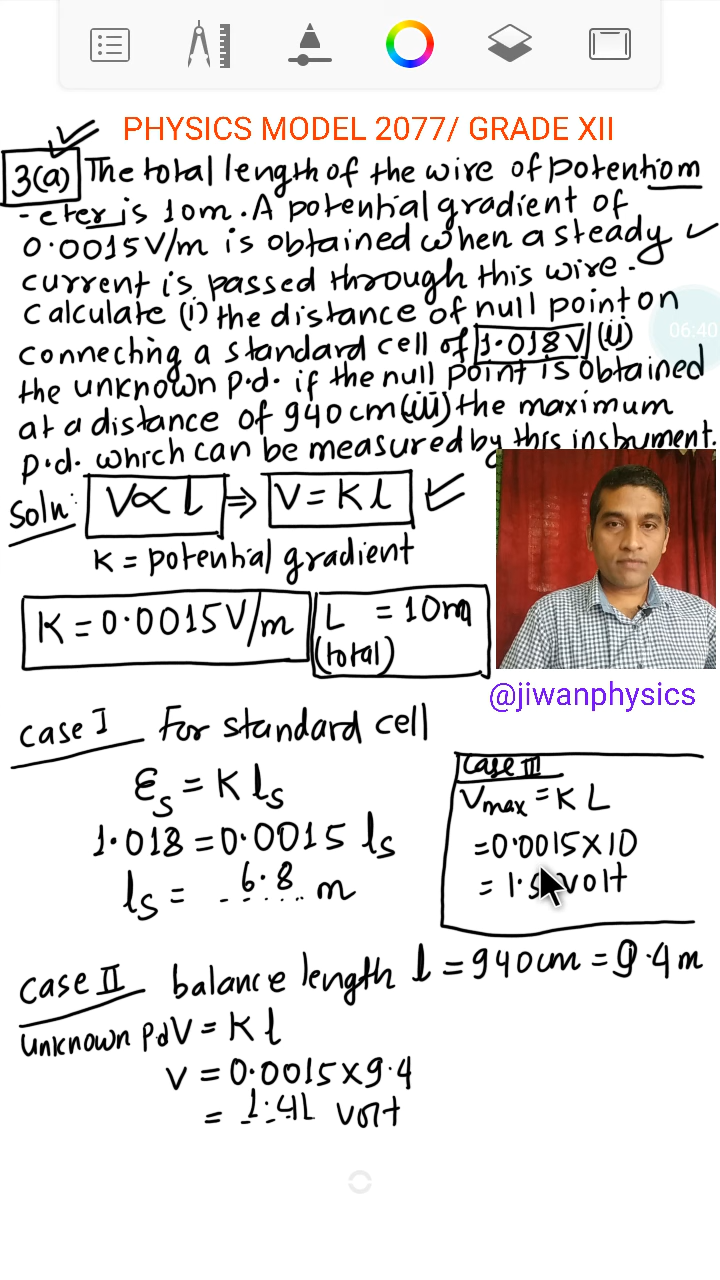 PHYSICS MODEL 2077/ GRADE XII
3(a) The total length of the wire of potentiom
-eter is 10m. A potential gradient of
0.0015V/m is obtained when a steady
current is passed through this wire.
Calculate (i) the distance of null point on
connecting a standard cell of 1.018V (ii)
06:40
the unknown p.d. if the null point is obtained
at a distance of 940cm (iii) the maximum
p.d. which can be measured by this instrument.
Soln: V∝ l ⇒ V = K l
K = potential gradient
K = 0.0015V/m L = 10m
(total)
@jiwanphysics
Case I For standard cell
Ɛs = K ls
1.018 = 0.0015 ls
ls = 6.8 m
Case III
Vmax = K L
= 0.0015 X 10
volt
Case II balance length l = 940cm = 9.4m
Unknown Pd V = K l
V = 0.0015 X 9.4
= 1.41 volt